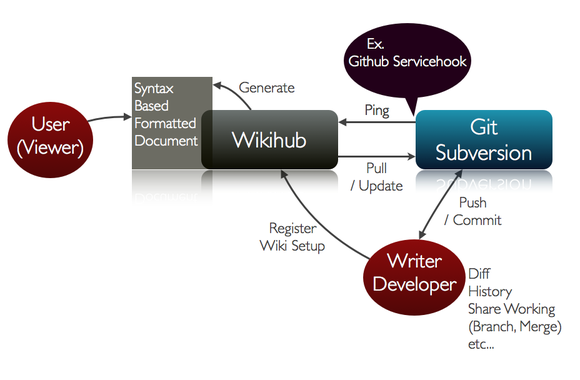 Ex.
Github Servicehook
Syntax
Based
Formatted
Document
Generate
User
(Viewer)
Wikihub
Ping
Git
Subversion
Pull
/ Update
Push
/ Commit
Register
Wiki Setup
Writer
Developer
Diff
History
Share Working
(Branch, Merge)
etc...